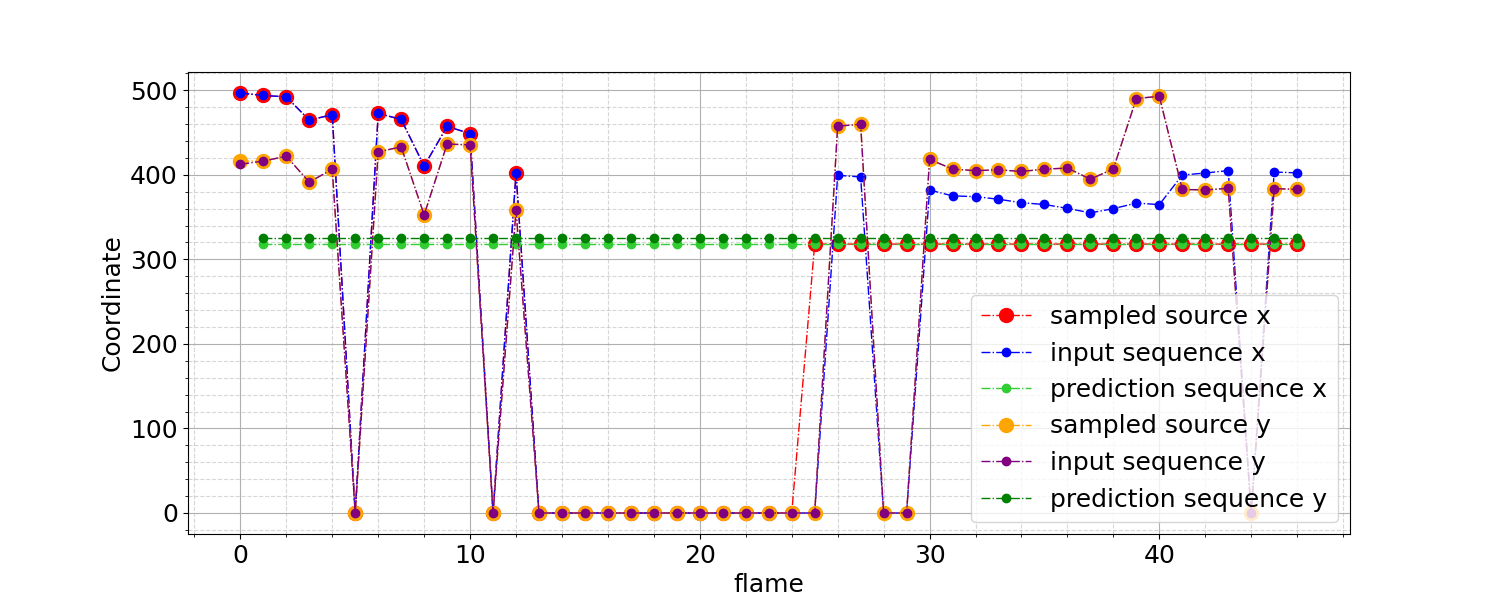 500
400
300
200
100
0
Coordinate
0 10 20 30 40
flame
sampled source x
input sequence x
prediction sequence x
sampled source y
input sequence y
prediction sequence y